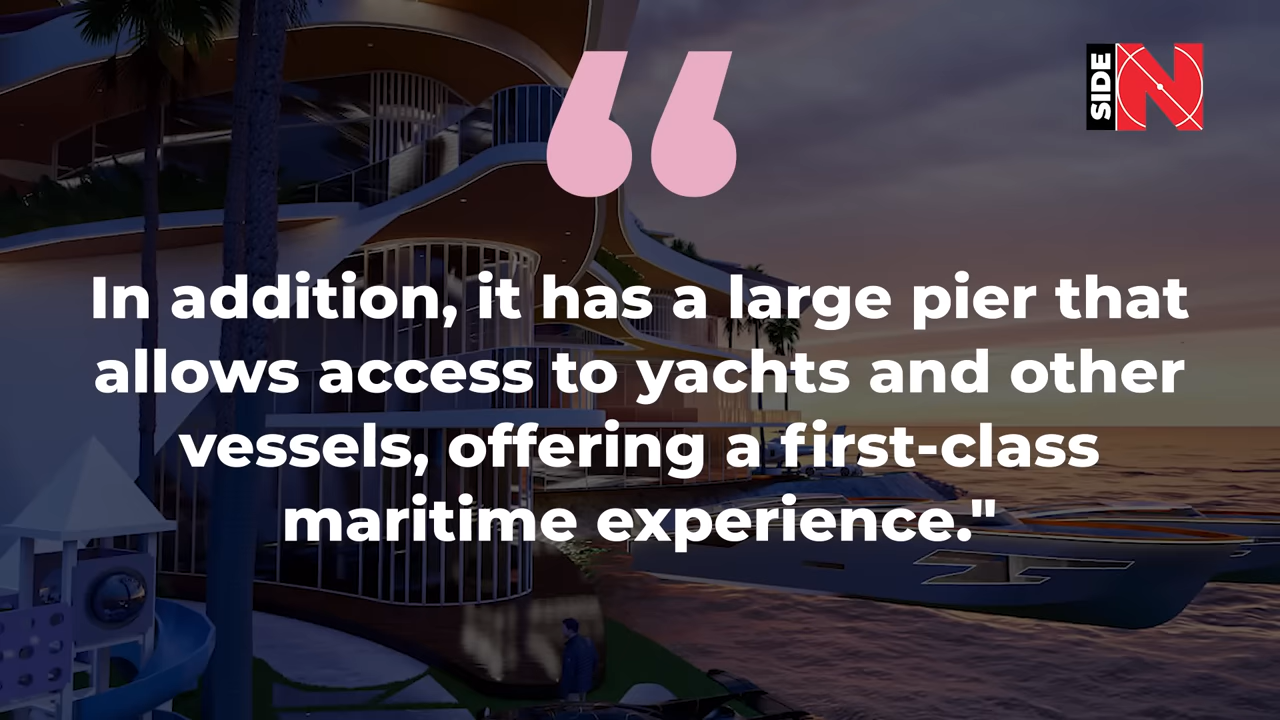 “
SIDE N
In addition, it has a large pier that
allows access to yachts and other
vessels, offering a first-class
maritime experience."